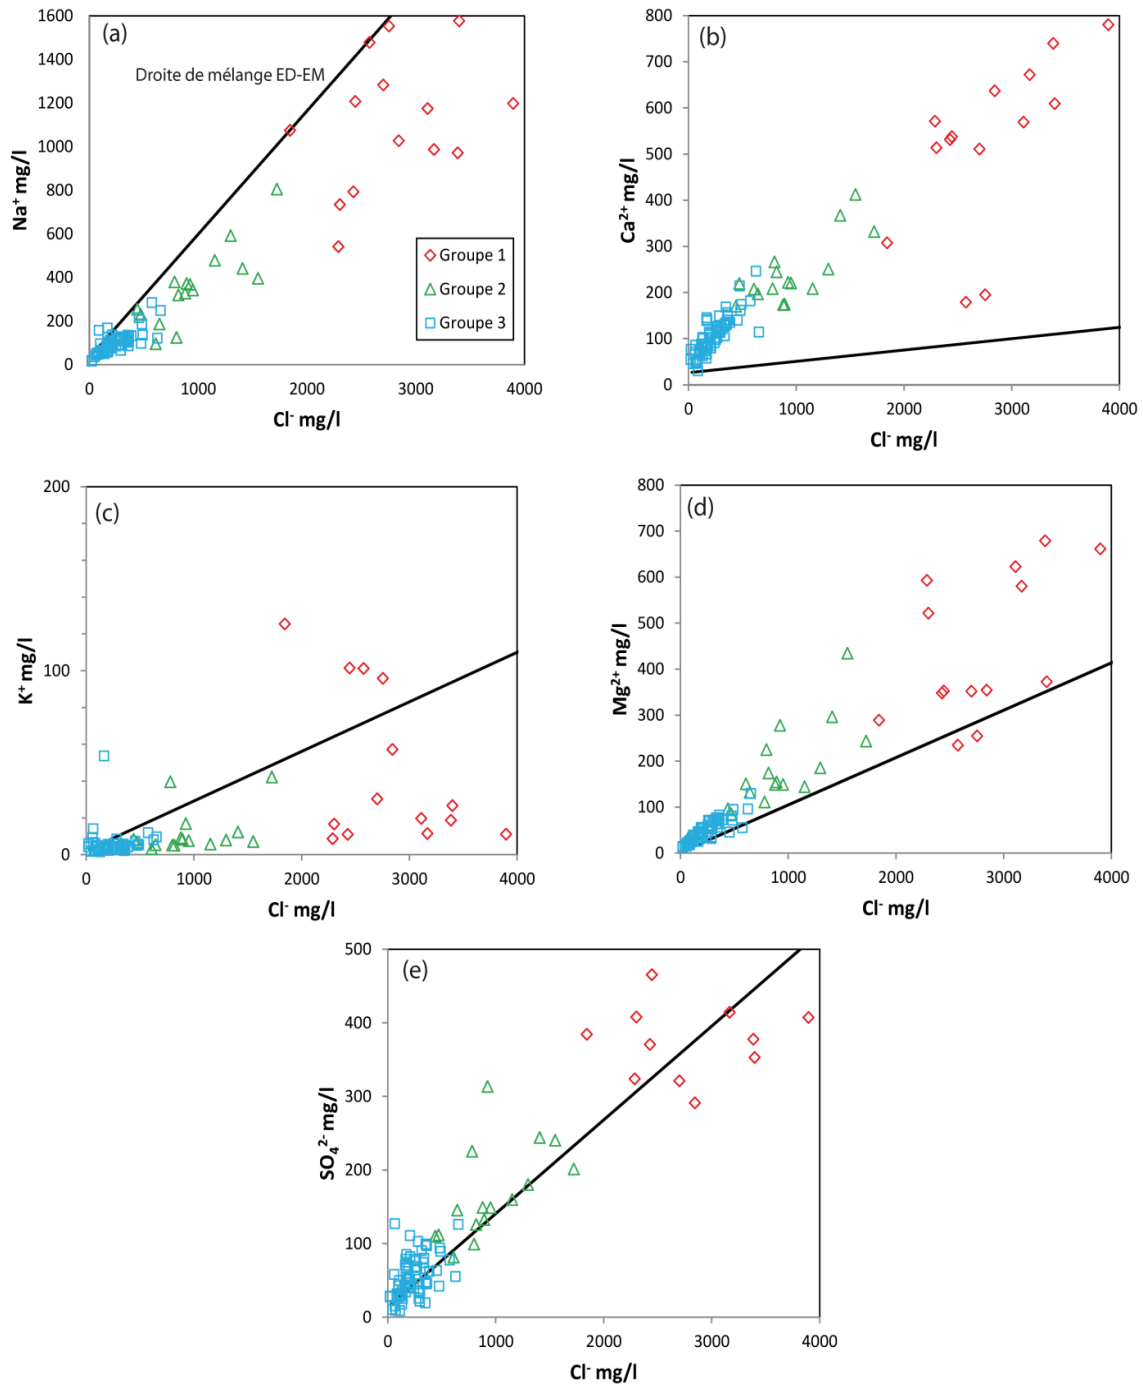 (a)
Droite de mélange ED-EM
Na⁺ mg/l
1600
1400
1200
1000
800
600
400
200
0
0 1000 2000 3000 4000
Cl⁻ mg/l
Groupe 1
Groupe 2
Groupe 3
(b)
Ca²⁺ mg/l
800
700
600
500
400
300
200
100
0
0 1000 2000 3000 4000
Cl⁻ mg/l
(c)
K⁺ mg/l
200
100
0
0 1000 2000 3000 4000
Cl⁻ mg/l
(d)
Mg²⁺ mg/l
800
700
600
500
400
300
200
100
0
0 1000 2000 3000 4000
Cl⁻ mg/l
(e)
SO₄²⁻ mg/l
500
400
300
200
100
0
0 1000 2000 3000 4000
Cl⁻ mg/l